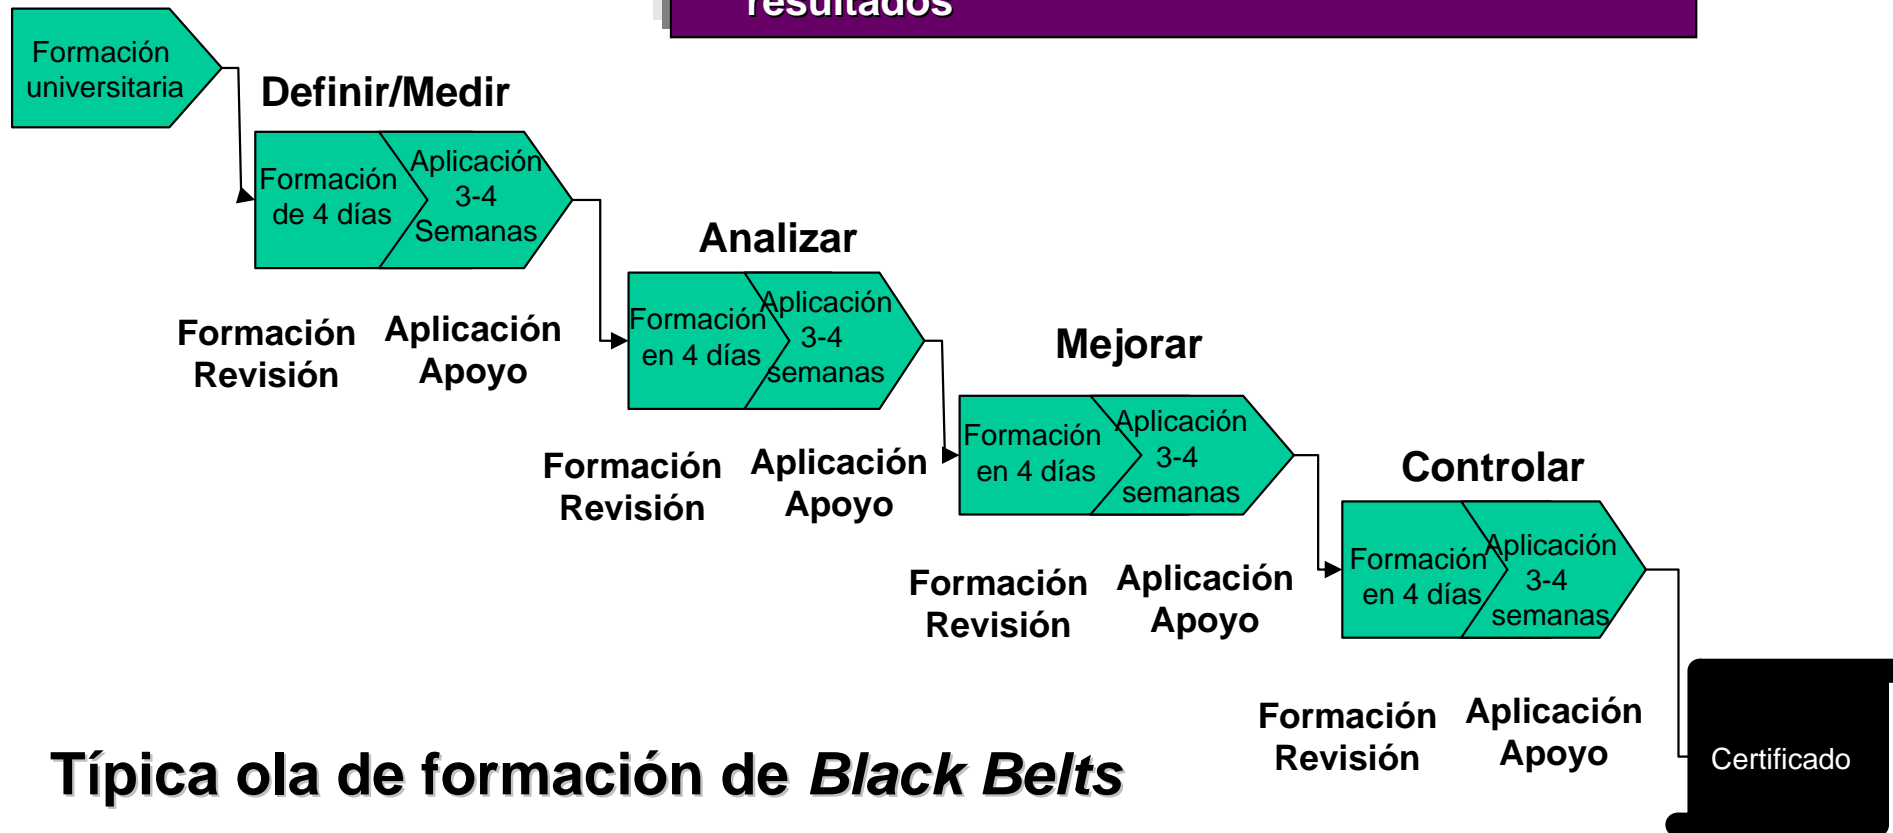 resultados
Formación
universitaria
Definir/Medir
Formación
de 4 días
Aplicación
3-4
Semanas
Formación
Revisión
Aplicación
Apoyo
Analizar
Formación
en 4 días
Aplicación
3-4
semanas
Formación
Revisión
Aplicación
Apoyo
Mejorar
Formación
en 4 días
Aplicación
3-4
semanas
Formación
Revisión
Aplicación
Apoyo
Controlar
Formación
en 4 días
Aplicación
3-4
semanas
Formación
Revisión
Aplicación
Apoyo
Certificado
Típica ola de formación de Black Belts